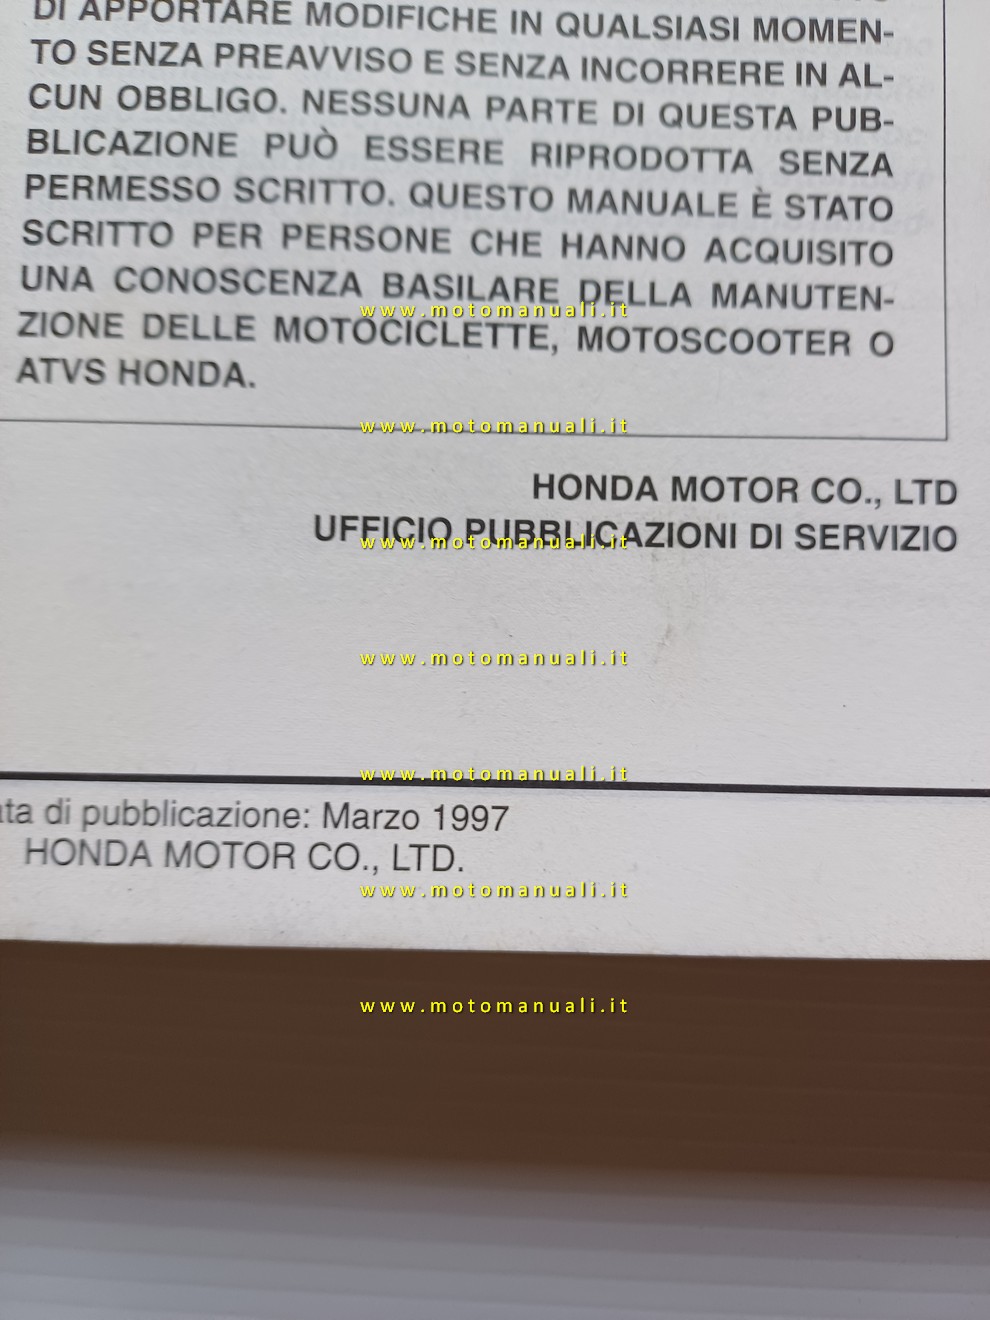 DI APPORTARE MODIFICHE IN QUALSIASI MOMEN-
TO SENZA PREAVVISO E SENZA INCORRERE IN AL-
CUN OBBLIGO. NESSUNA PARTE DI QUESTA PUB-
BLICAZIONE PUÒ ESSERE RIPRODOTTA SENZA
PERMESSO SCRITTO. QUESTO MANUALE È STATO
SCRITTO PER PERSONE CHE HANNO ACQUISITO
UNA CONOSCENZA BASILARE DELLA MANUTEN-
www.motomanuali.it
ZIONE DELLE MOTOCICLETTE, MOTOSCOOTER O
ATVS HONDA.
www.motomanuali.it
HONDA MOTOR CO., LTD
UFFICIO PUBBLICAZIONI DI SERVIZIO
www.motomanuali.it
www.motomanuali.it
www.motomanuali.it
ata di pubblicazione: Marzo 1997
HONDA MOTOR CO., LTD.
www.motomanuali.it
www.motomanuali.it